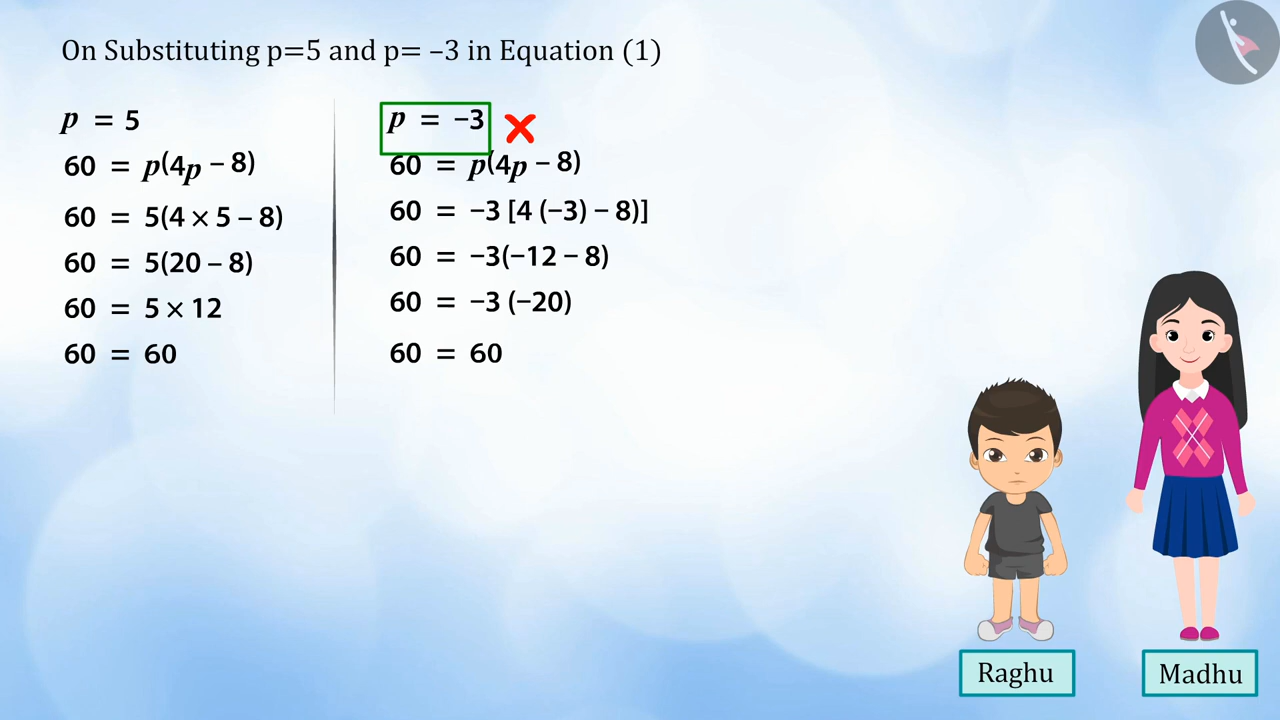 On Substituting p=5 and p= –3 in Equation (1)
p = 5
60 = p(4p – 8)
60 = 5(4 × 5 – 8)
60 = 5(20 – 8)
60 = 5 × 12
60 = 60
p = –3
60 = p(4p – 8)
60 = –3 [4 (–3) – 8)]
60 = –3(–12 – 8)
60 = –3 (–20)
60 = 60
Raghu
Madhu